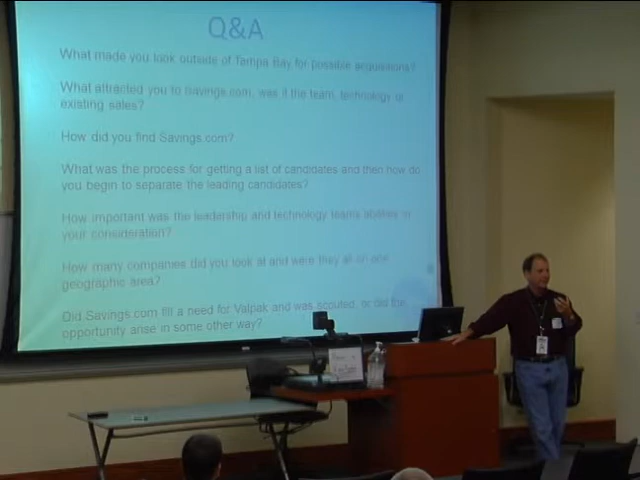 Q&A
What made you look outside of Tampa Bay for possible acquisitions?
What attracted you to Savings.com, was it the team, technology or
existing sales?
How did you find Savings.com?
What was the process for getting a list of candidates and then how do
you begin to separate the leading candidates?
How important was the leadership and technology teams abilities in
your consideration?
How many companies did you look at and were they all on one
geographic area?
Did Savings.com fill a need for Valpak and was scouted, or did the
opportunity arise in some other way?